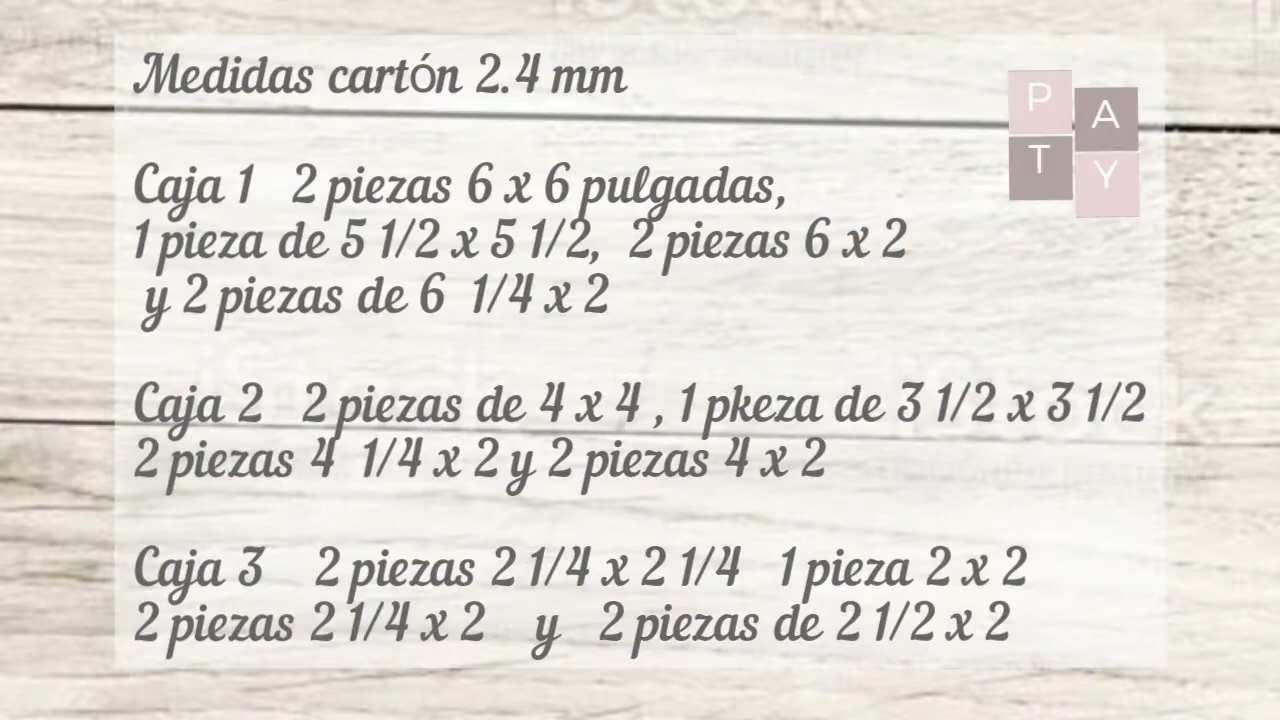 Medidas cartón 2.4 mm
P A
T Y
Caja 1 2 piezas 6 x 6 pulgadas,
1 pieza de 5 1/2 x 5 1/2, 2 piezas 6 x 2
y 2 piezas de 6 1/4 x 2
Caja 2 2 piezas de 4 x 4 , 1 pkeza de 3 1/2 x 3 1/2
2 piezas 4 1/4 x 2 y 2 piezas 4 x 2
Caja 3 2 piezas 2 1/4 x 2 1/4 1 pieza 2 x 2
2 piezas 2 1/4 x 2 y 2 piezas de 2 1/2 x 2